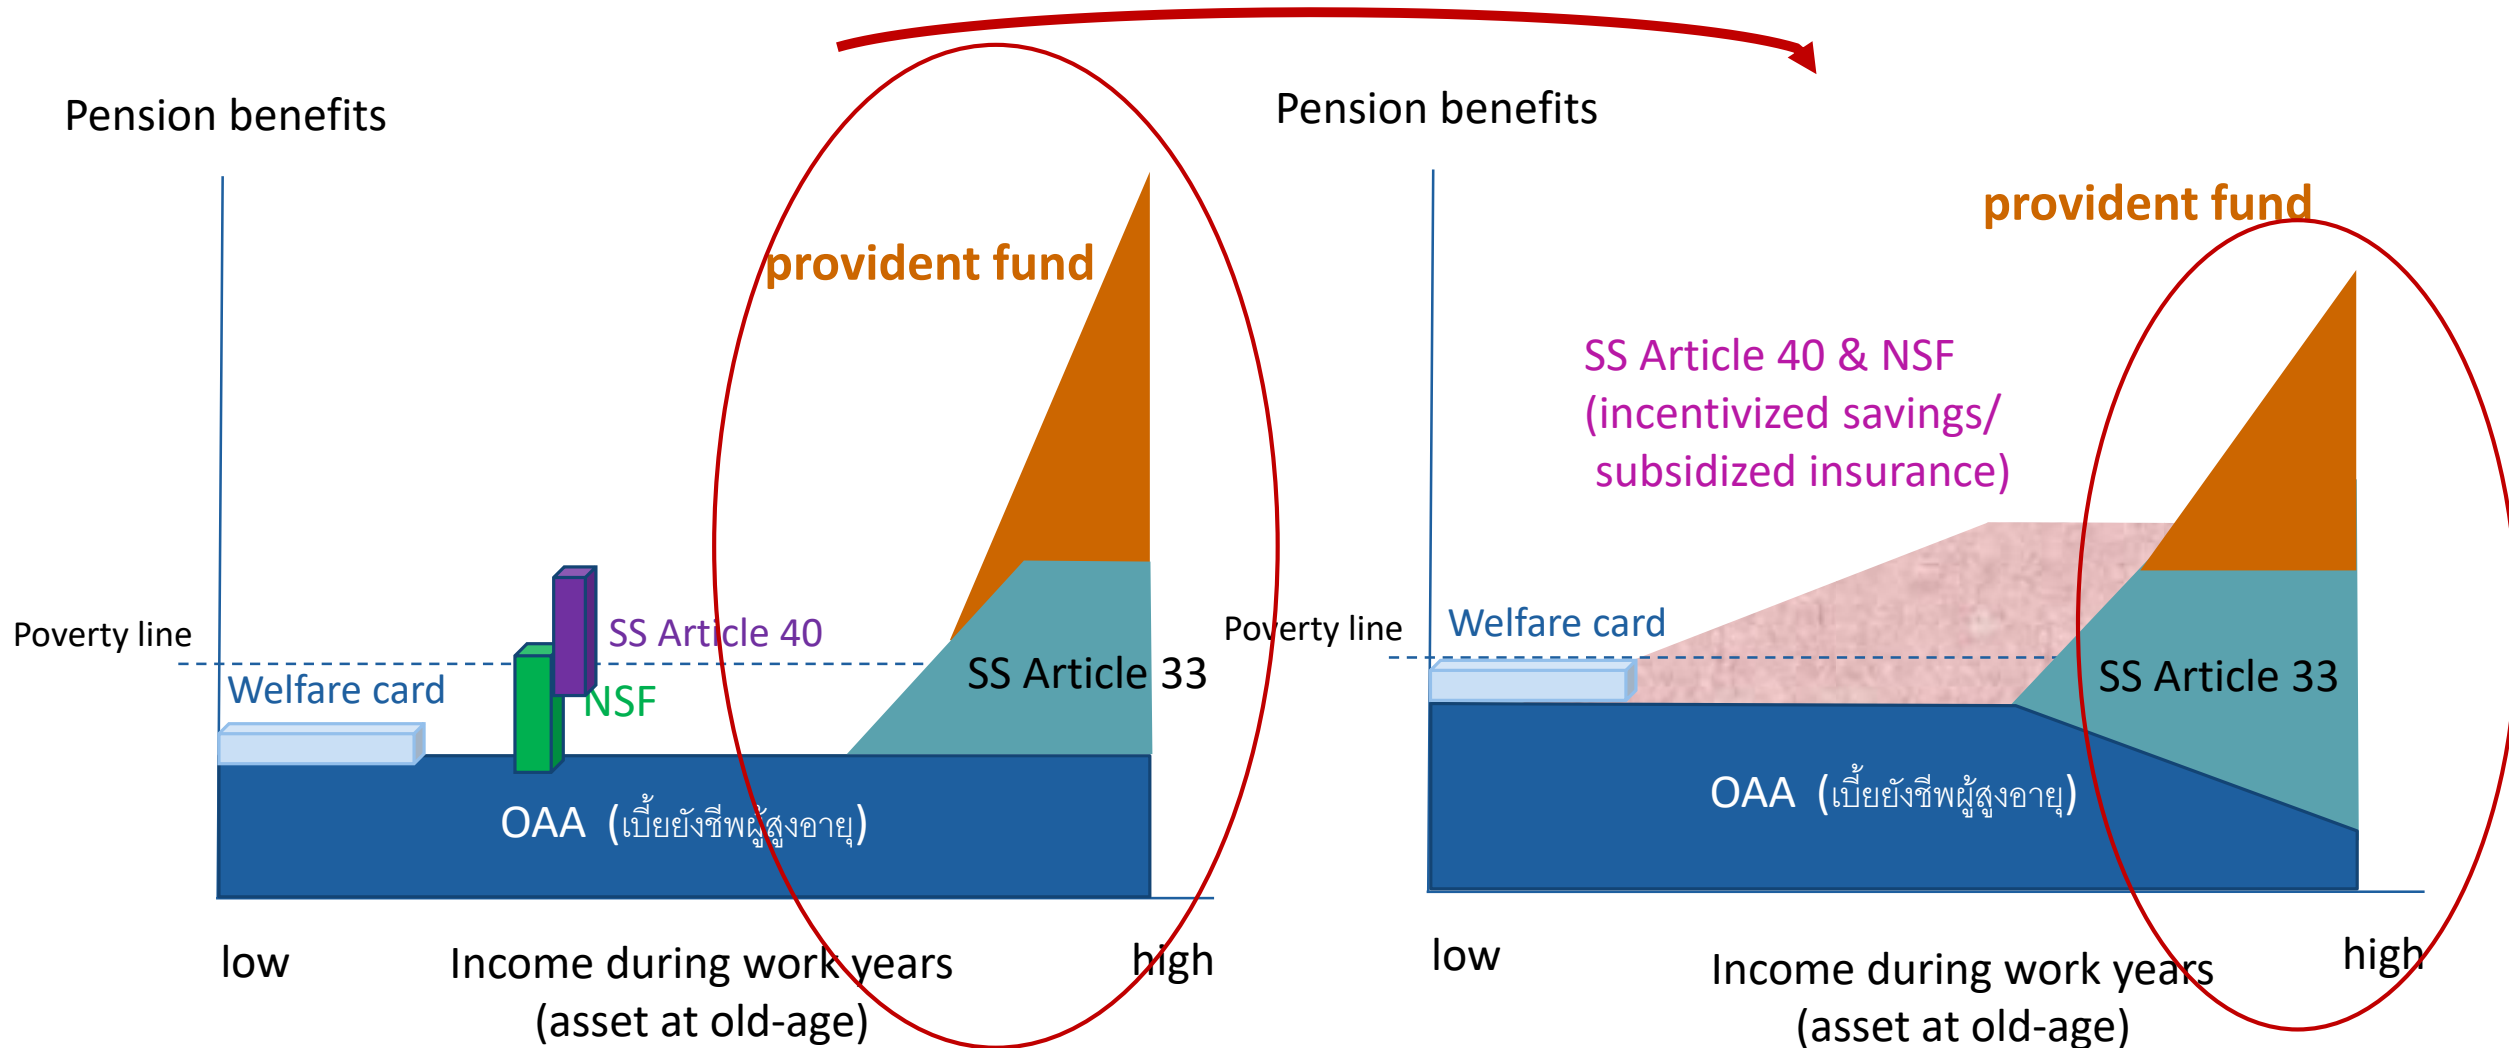 Pension benefits
provident fund
Poverty line
SS Article 40
Welfare card
NSF
SS Article 33
OAA (เบี้ยยังชีพผู้สูงอายุ)
low
Income during work years
(asset at old-age)
high
Pension benefits
provident fund
SS Article 40 & NSF
(incentivized savings/
subsidized insurance)
Poverty line
Welfare card
SS Article 33
OAA (เบี้ยยังชีพผู้สูงอายุ)
low
Income during work years
(asset at old-age)
high